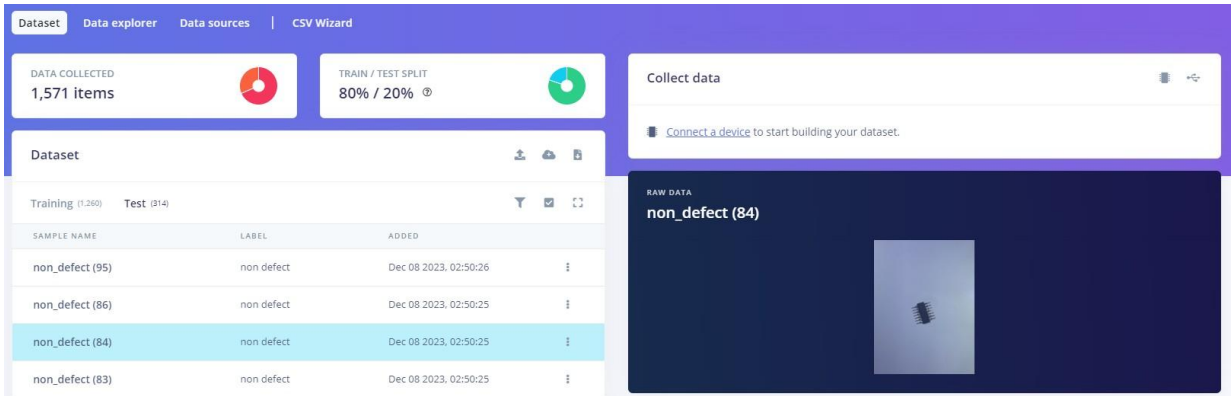 Dataset Data explorer Data sources | CSV Wizard
DATA COLLECTED
1,571 items
TRAIN / TEST SPLIT
80% / 20%
Collect data
Connect a device to start building your dataset.
Dataset
Training (1,260) Test (314)
SAMPLE NAME LABEL ADDED
non_defect (95) non defect Dec 08 2023, 02:50:26
non_defect (86) non defect Dec 08 2023, 02:50:25
non_defect (84) non defect Dec 08 2023, 02:50:25
non_defect (83) non defect Dec 08 2023, 02:50:25
RAW DATA
non_defect (84)